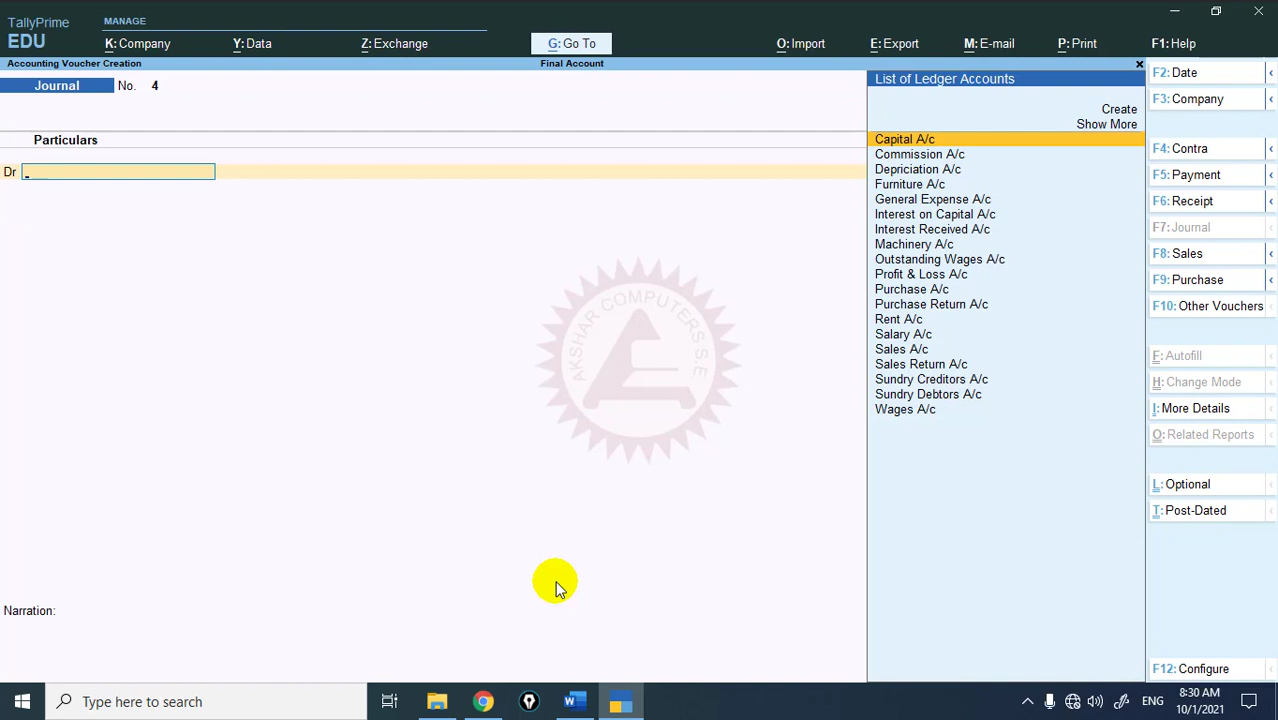 TallyPrime
EDU
MANAGE
K: Company
Y: Data
Z: Exchange
G: Go To
O: Import
E: Export
M: E-mail
P: Print
F1: Help
Accounting Voucher Creation
Final Account
Journal No. 4
Particulars
Dr
Narration:
List of Ledger Accounts
Create
Show More
Capital A/c
Commission A/c
Depriciation A/c
Furniture A/c
General Expense A/c
Interest on Capital A/c
Interest Received A/c
Machinery A/c
Outstanding Wages A/c
Profit & Loss A/c
Purchase A/c
Purchase Return A/c
Rent A/c
Salary A/c
Sales A/c
Sales Return A/c
Sundry Creditors A/c
Sundry Debtors A/c
Wages A/c
F2: Date
F3: Company
F4: Contra
F5: Payment
F6: Receipt
F7: Journal
F8: Sales
F9: Purchase
F10: Other Vouchers
F: Autofill
H: Change Mode
I: More Details
O: Related Reports
L: Optional
T: Post-Dated
F12: Configure
AKSHAR COMPUTERS S.E.
Type here to search
ENG
8:30 AM
10/1/2021